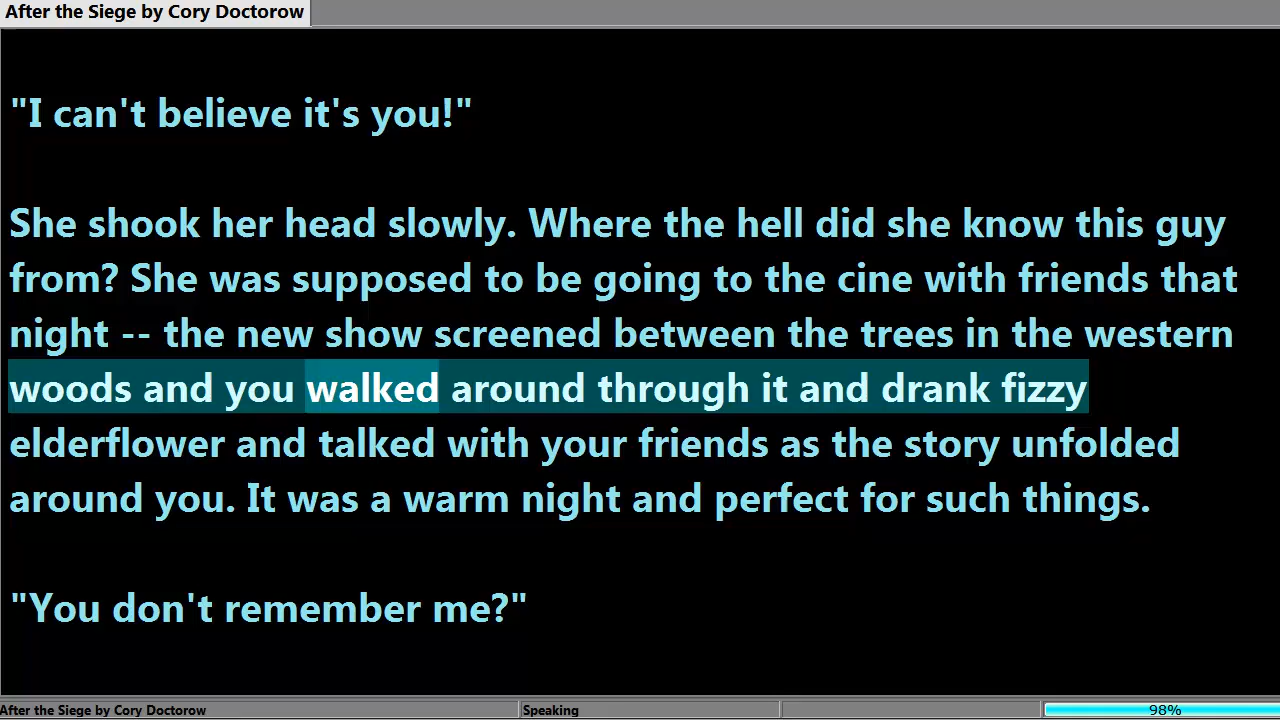 After the Siege by Cory Doctorow
"I can't believe it's you!"
She shook her head slowly. Where the hell did she know this guy
from? She was supposed to be going to the cine with friends that
night -- the new show screened between the trees in the western
woods and you walked around through it and drank fizzy
elderflower and talked with your friends as the story unfolded
around you. It was a warm night and perfect for such things.
"You don't remember me?"
After the Siege by Cory Doctorow
Speaking
98%